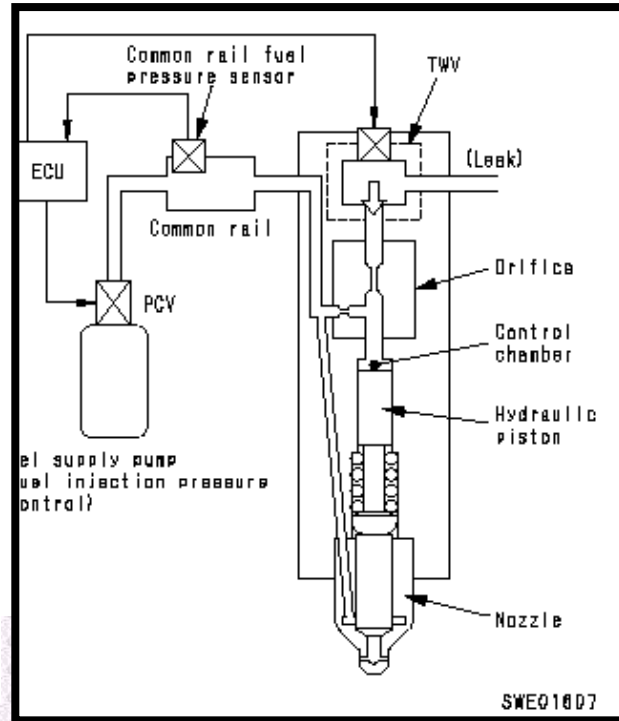 Common rail fuel
pressure sensor
TWV
(Leak)
ECU
Common rail
Orifice
PCV
Control
chamber
Hydraulic
piston
el supply pump
uel injection pressure
ontrol)
Nozzle
SWE01607